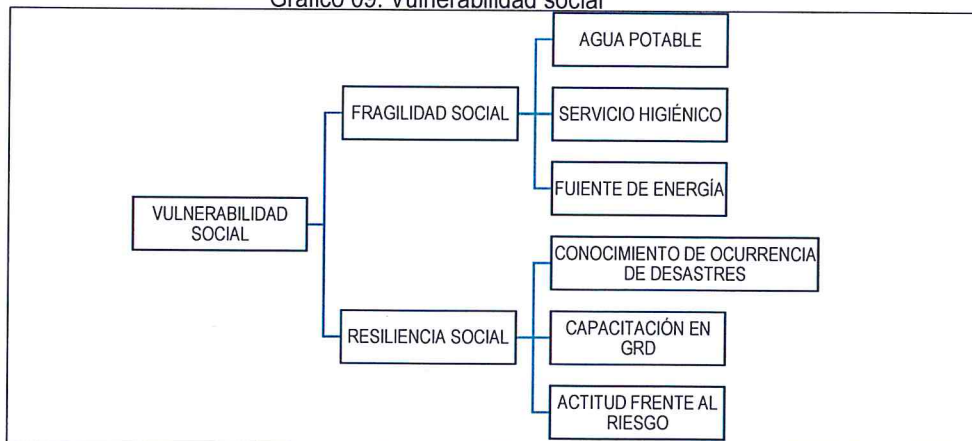 Gráfico 09. Vulnerabilidad social
AGUA POTABLE
FRAGILIDAD SOCIAL
SERVICIO HIGIÉNICO
FUIENTE DE ENERGÍA
VULNERABILIDAD
SOCIAL
CONOCIMIENTO DE OCURRENCIA
DE DESASTRES
RESILIENCIA SOCIAL
CAPACITACIÓN EN
GRD
ACTITUD FRENTE AL
RIESGO